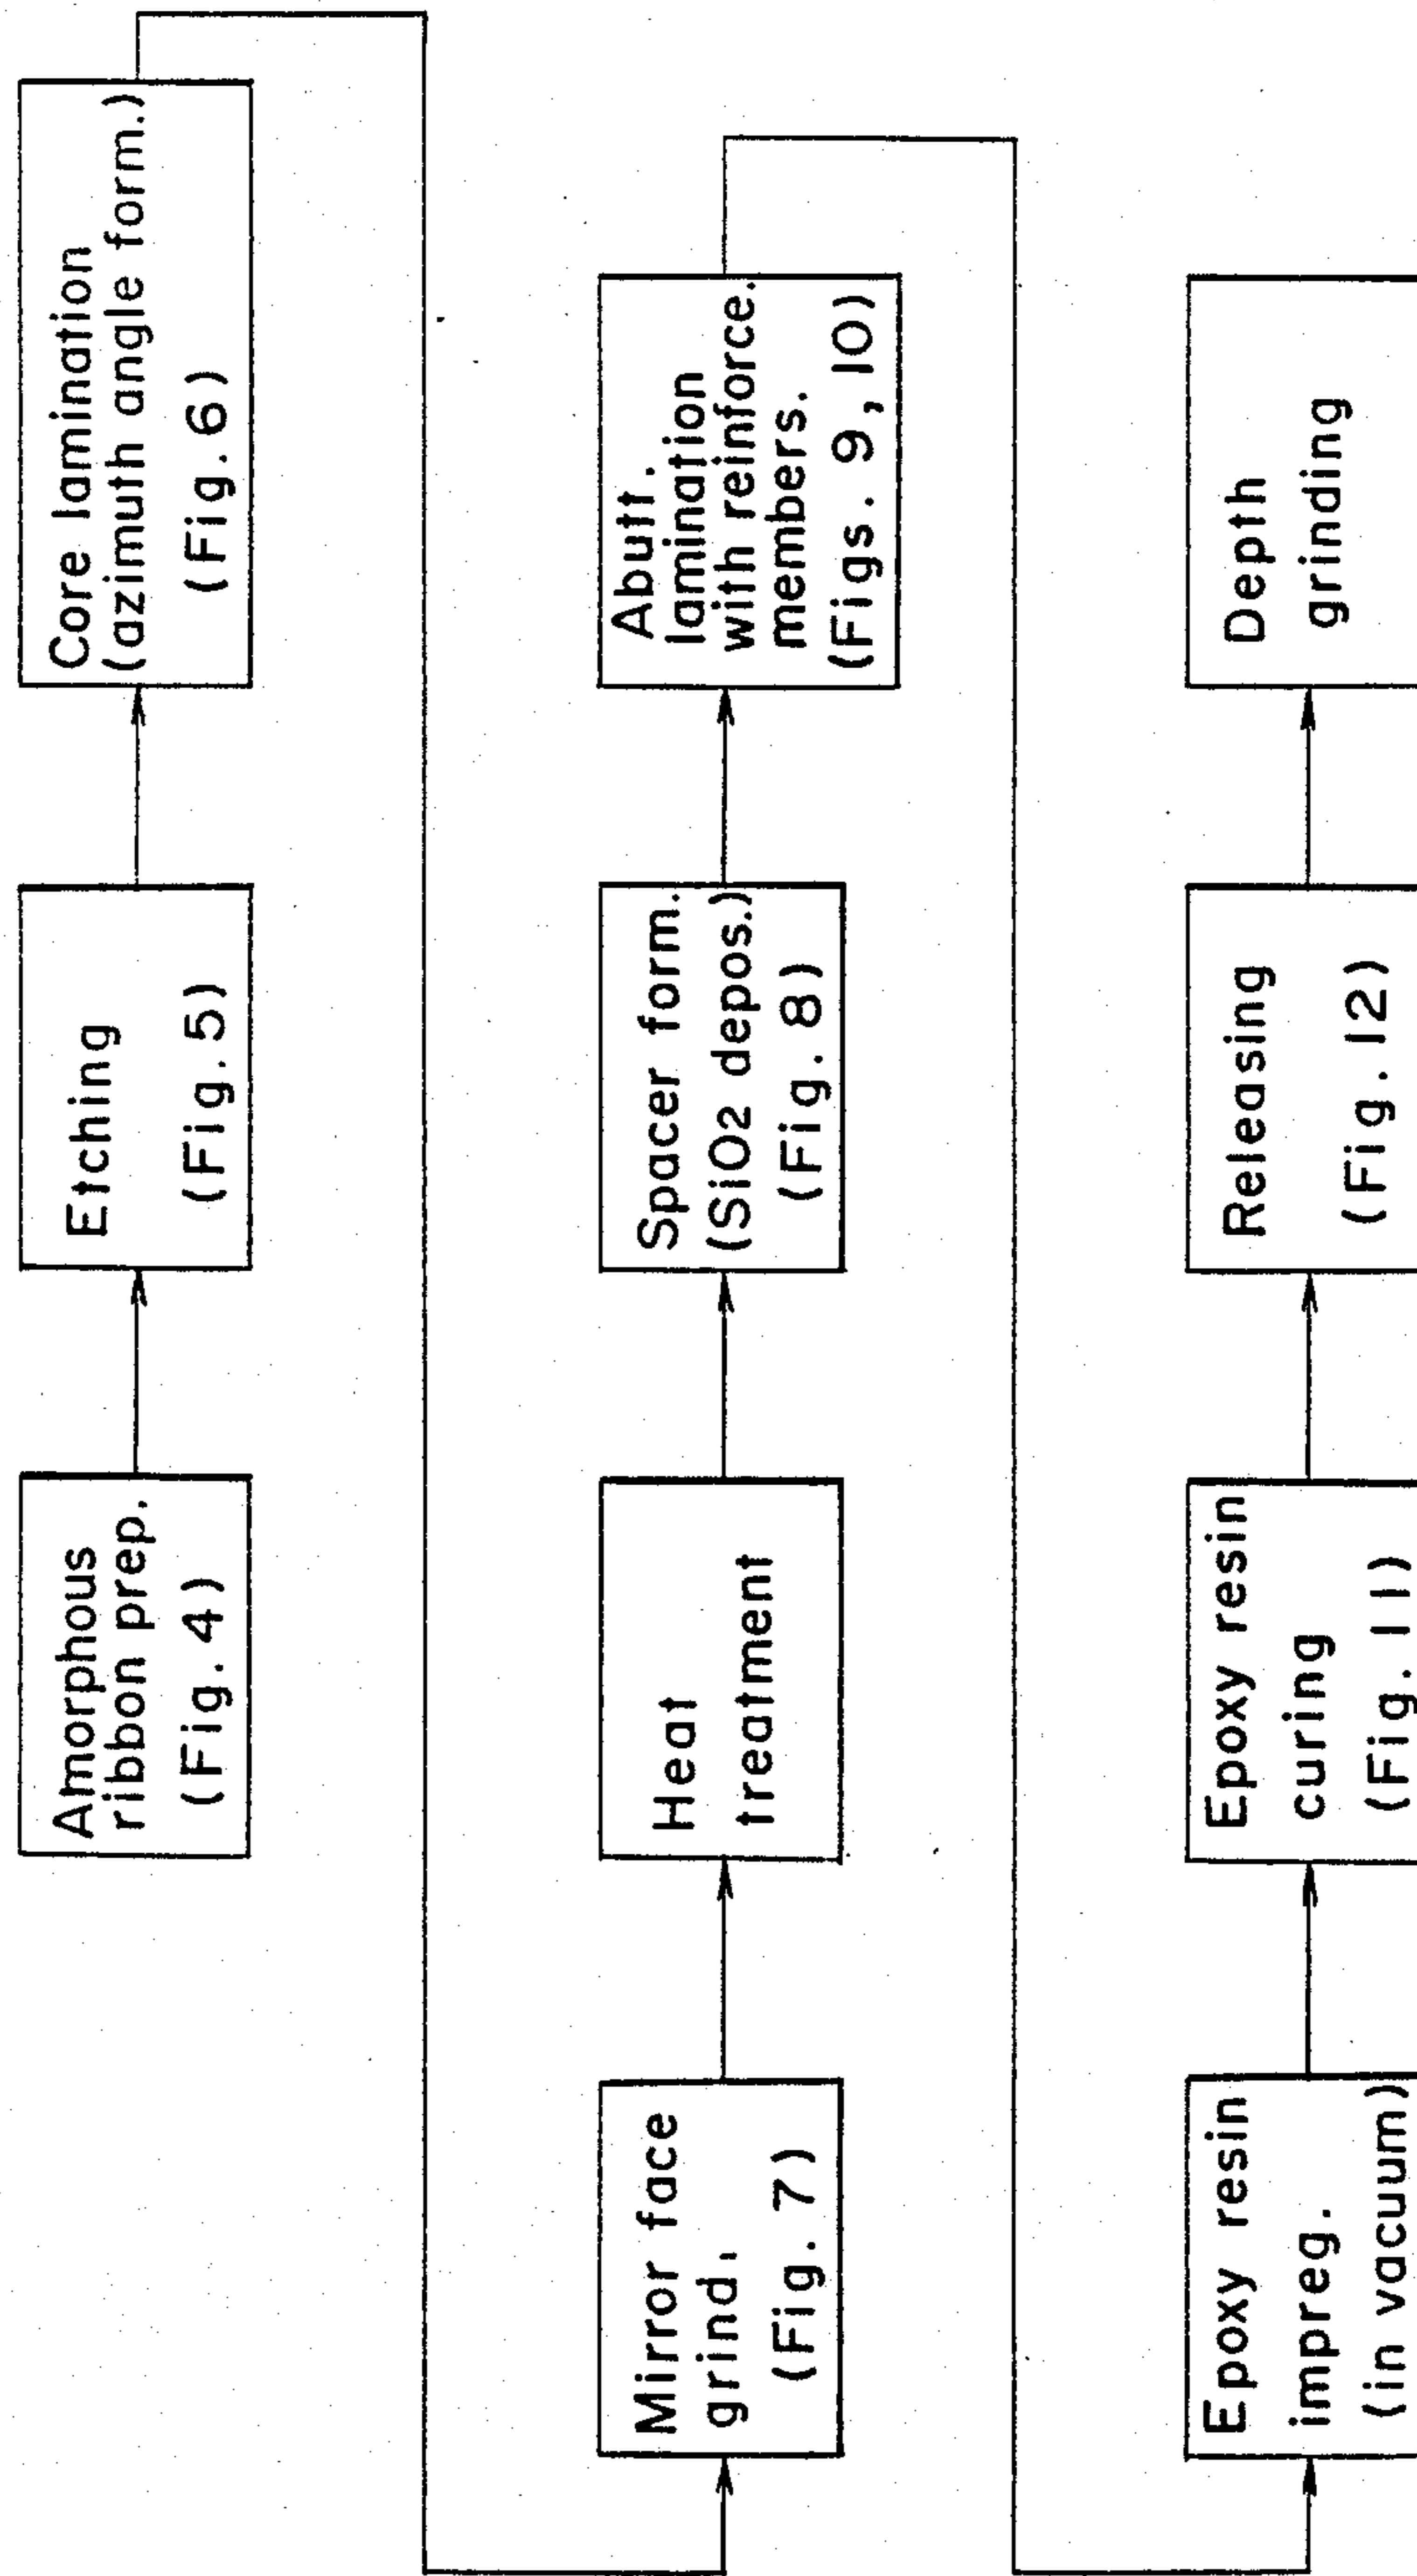 Amorphous
ribbon prep.
(Fig. 4)
Etching
(Fig. 5)
Core lamination
(azimuth angle form.)
(Fig. 6)
Mirror face
grind.
(Fig. 7)
Heat
treatment
Spacer form.
(SiO2 depos.)
(Fig. 8)
Abutt.
lamination
with reinforce.
members.
(Figs. 9, 10)
Epoxy resin
impreg.
(in vacuum)
Epoxy resin
curing
(Fig. 11)
Releasing
(Fig. 12)
Depth
grinding